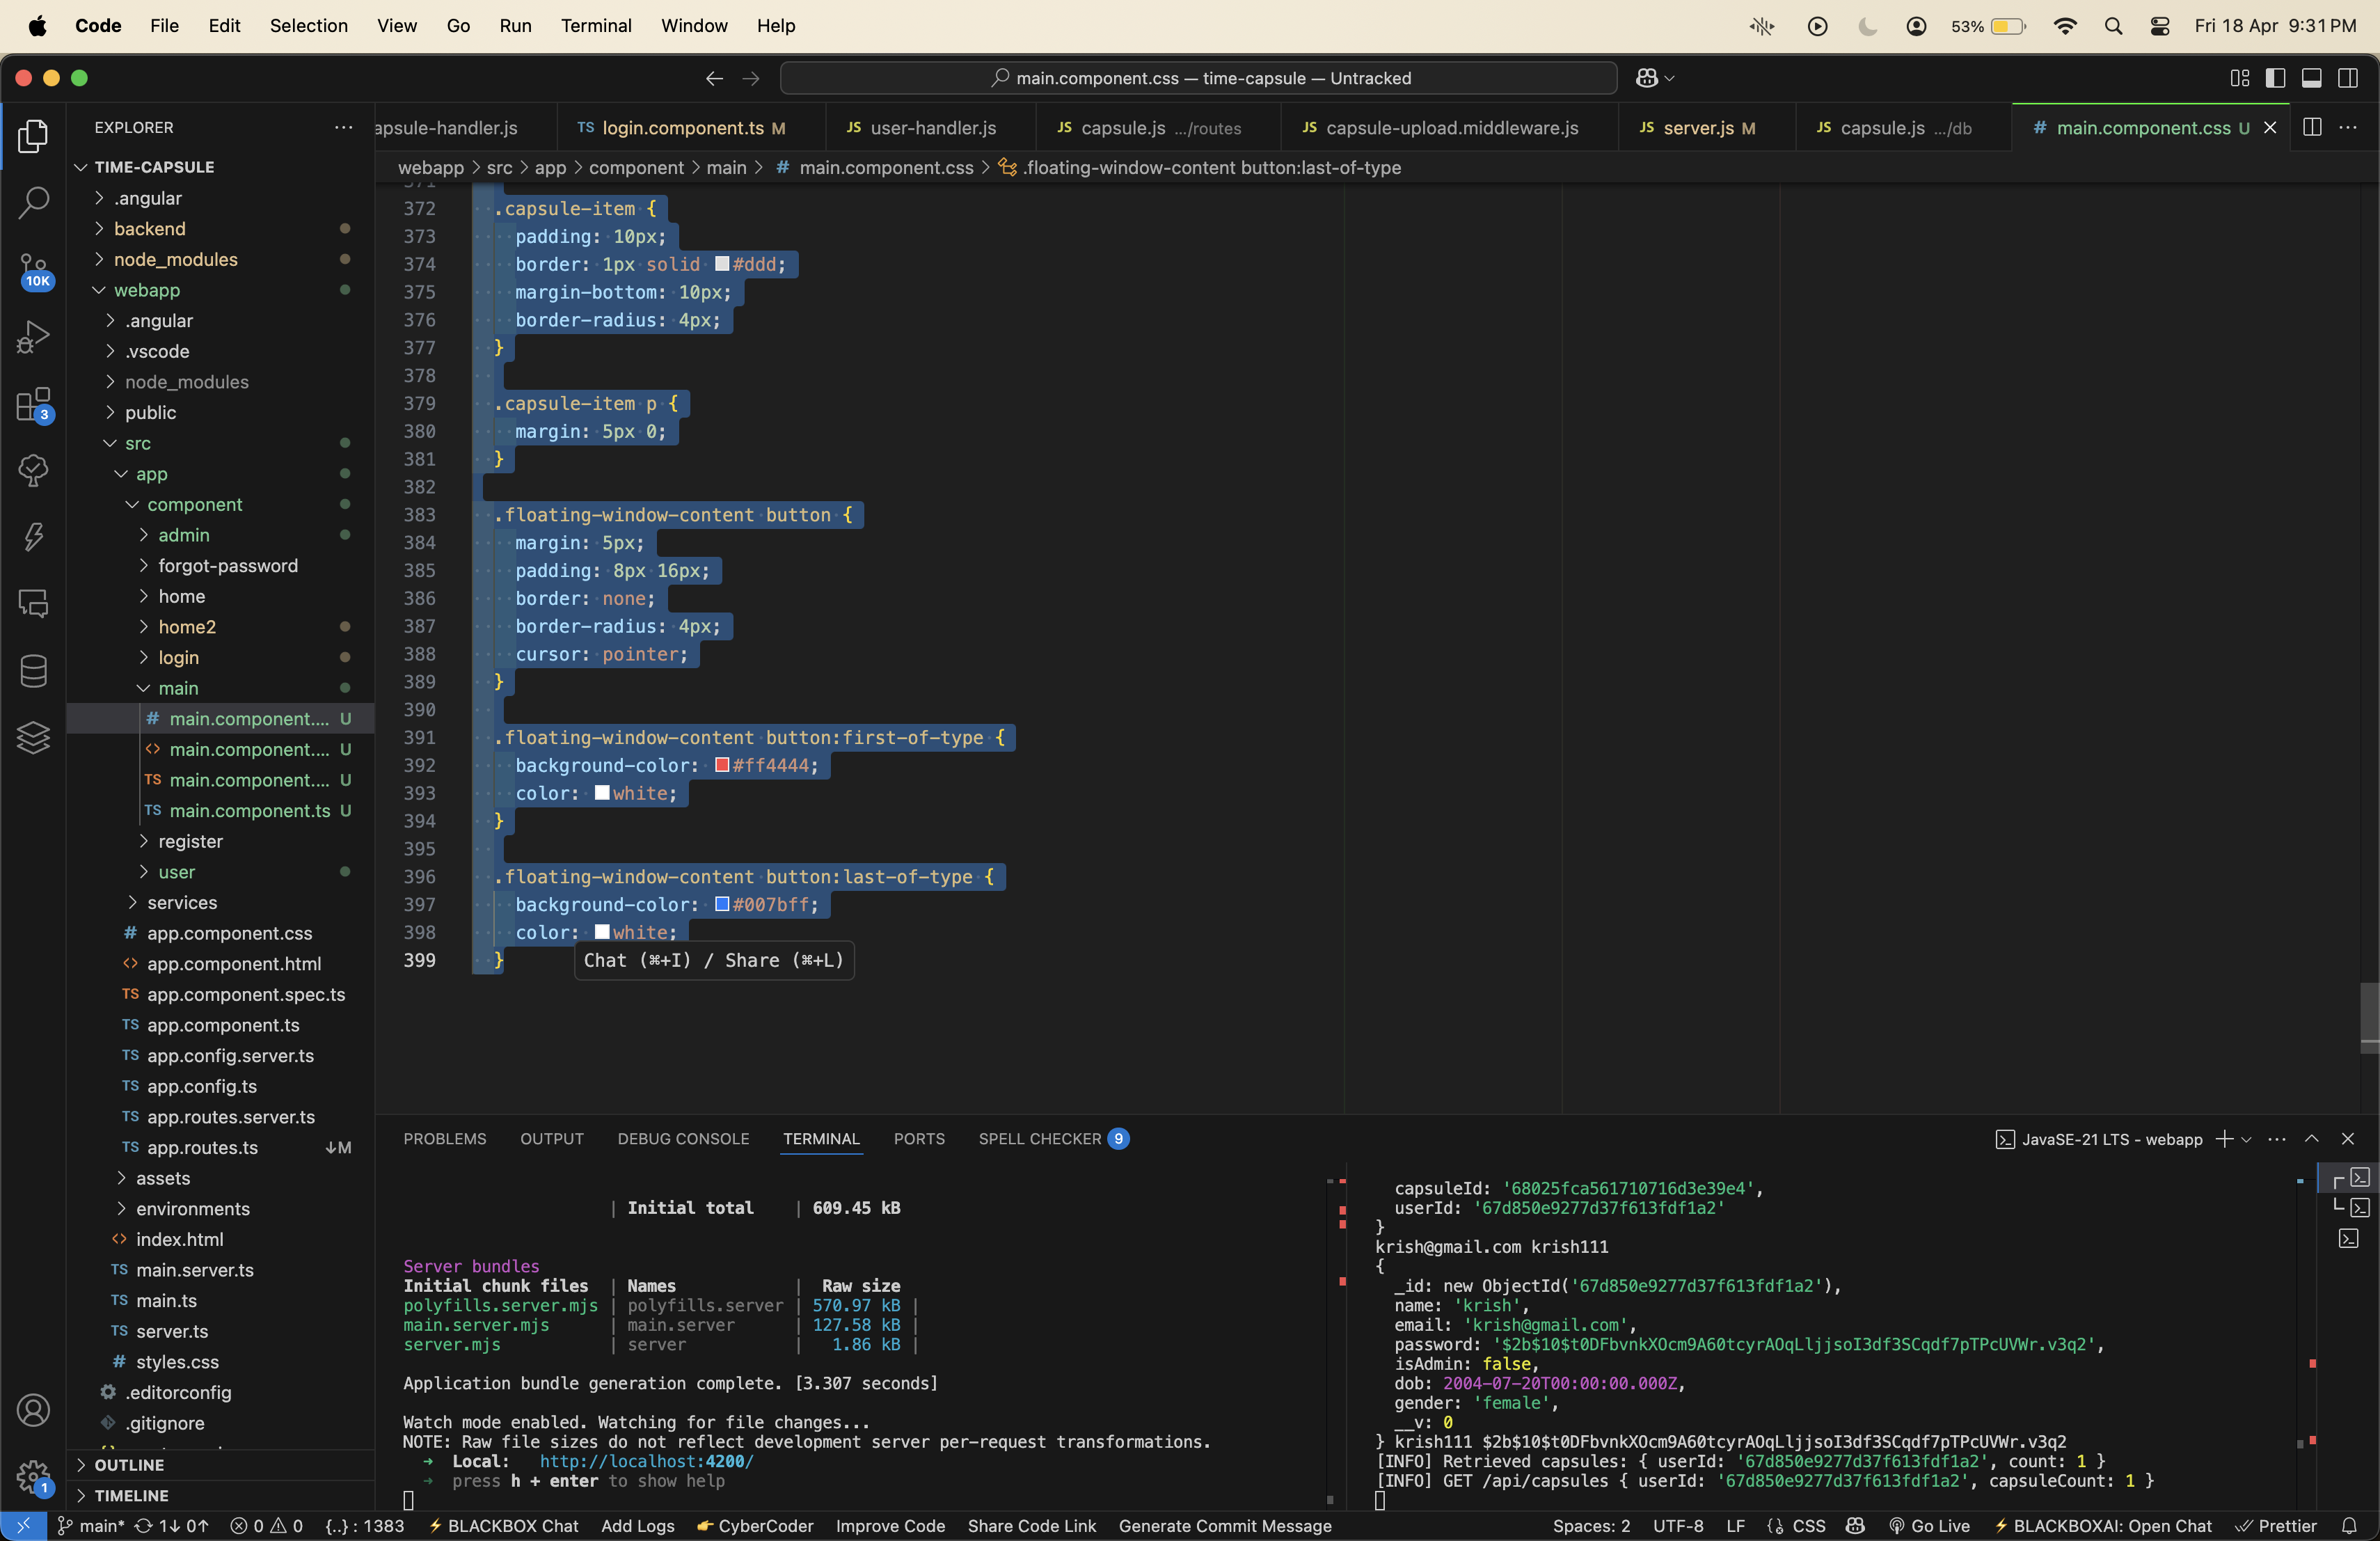 Code File Edit Selection View Go Run Terminal Window Help 53% Fri 18 Apr 9:31 PM
main.component.css — time-capsule — Untracked
EXPLORER
TIME-CAPSULE
.angular
backend
node_modules
webapp
.angular
.vscode
node_modules
public
src
app
component
admin
forgot-password
home
home2
login
main
# main.component.... U
<> main.component.... U
TS main.component.... U
TS main.component.ts U
register
user
services
# app.component.css
<> app.component.html
TS app.component.spec.ts
TS app.component.ts
TS app.config.server.ts
TS app.config.ts
TS app.routes.server.ts
TS app.routes.ts ↓M
assets
environments
<> index.html
TS main.server.ts
TS main.ts
TS server.ts
# styles.css
.editorconfig
.gitignore
OUTLINE
TIMELINE
10K
3
1
apsule-handler.js TS login.component.ts M JS user-handler.js JS capsule.js .../routes JS capsule-upload.middleware.js JS server.js M JS capsule.js .../db # main.component.css U
webapp > src > app > component > main > # main.component.css > .floating-window-content button:last-of-type
371
372 .capsule-item {
373 padding: 10px;
374 border: 1px solid #ddd;
375 margin-bottom: 10px;
376 border-radius: 4px;
377 }
378
379 .capsule-item p {
380 margin: 5px 0;
381 }
382
383 .floating-window-content button {
384 margin: 5px;
385 padding: 8px 16px;
386 border: none;
387 border-radius: 4px;
388 cursor: pointer;
389 }
390
391 .floating-window-content button:first-of-type {
392 background-color: #ff4444;
393 color: white;
394 }
395
396 .floating-window-content button:last-of-type {
397 background-color: #007bff;
398 color: white;
399 }
Chat (⌘+I) / Share (⌘+L)
PROBLEMS OUTPUT DEBUG CONSOLE TERMINAL PORTS SPELL CHECKER 9 JavaSE-21 LTS - webapp
| Initial total | 609.45 kB
Server bundles
Initial chunk files | Names | Raw size
polyfills.server.mjs | polyfills.server | 570.97 kB |
main.server.mjs | main.server | 127.58 kB |
server.mjs | server | 1.86 kB |
Application bundle generation complete. [3.307 seconds]
Watch mode enabled. Watching for file changes...
NOTE: Raw file sizes do not reflect development server per-request transformations.
➜ Local: http://localhost:4200/
➜ press h + enter to show help
capsuleId: '68025fca561710716d3e39e4',
userId: '67d850e9277d37f613fdf1a2'
}
krish@gmail.com krish111
{
_id: new ObjectId('67d850e9277d37f613fdf1a2'),
name: 'krish',
email: 'krish@gmail.com',
password: '$2b$10$t0DFbvnkXOcm9A60tcyrAOqLljjsoI3df3SCqdf7pTPcUVWr.v3q2',
isAdmin: false,
dob: 2004-07-20T00:00:00.000Z,
gender: 'female',
__v: 0
} krish111 $2b$10$t0DFbvnkXOcm9A60tcyrAOqLljjsoI3df3SCqdf7pTPcUVWr.v3q2
[INFO] Retrieved capsules: { userId: '67d850e9277d37f613fdf1a2', count: 1 }
[INFO] GET /api/capsules { userId: '67d850e9277d37f613fdf1a2', capsuleCount: 1 }
main* 1↓ 0↑ 0 0 {..} : 1383 BLACKBOX Chat Add Logs CyberCoder Improve Code Share Code Link Generate Commit Message Spaces: 2 UTF-8 LF CSS Go Live BLACKBOXAI: Open Chat Prettier